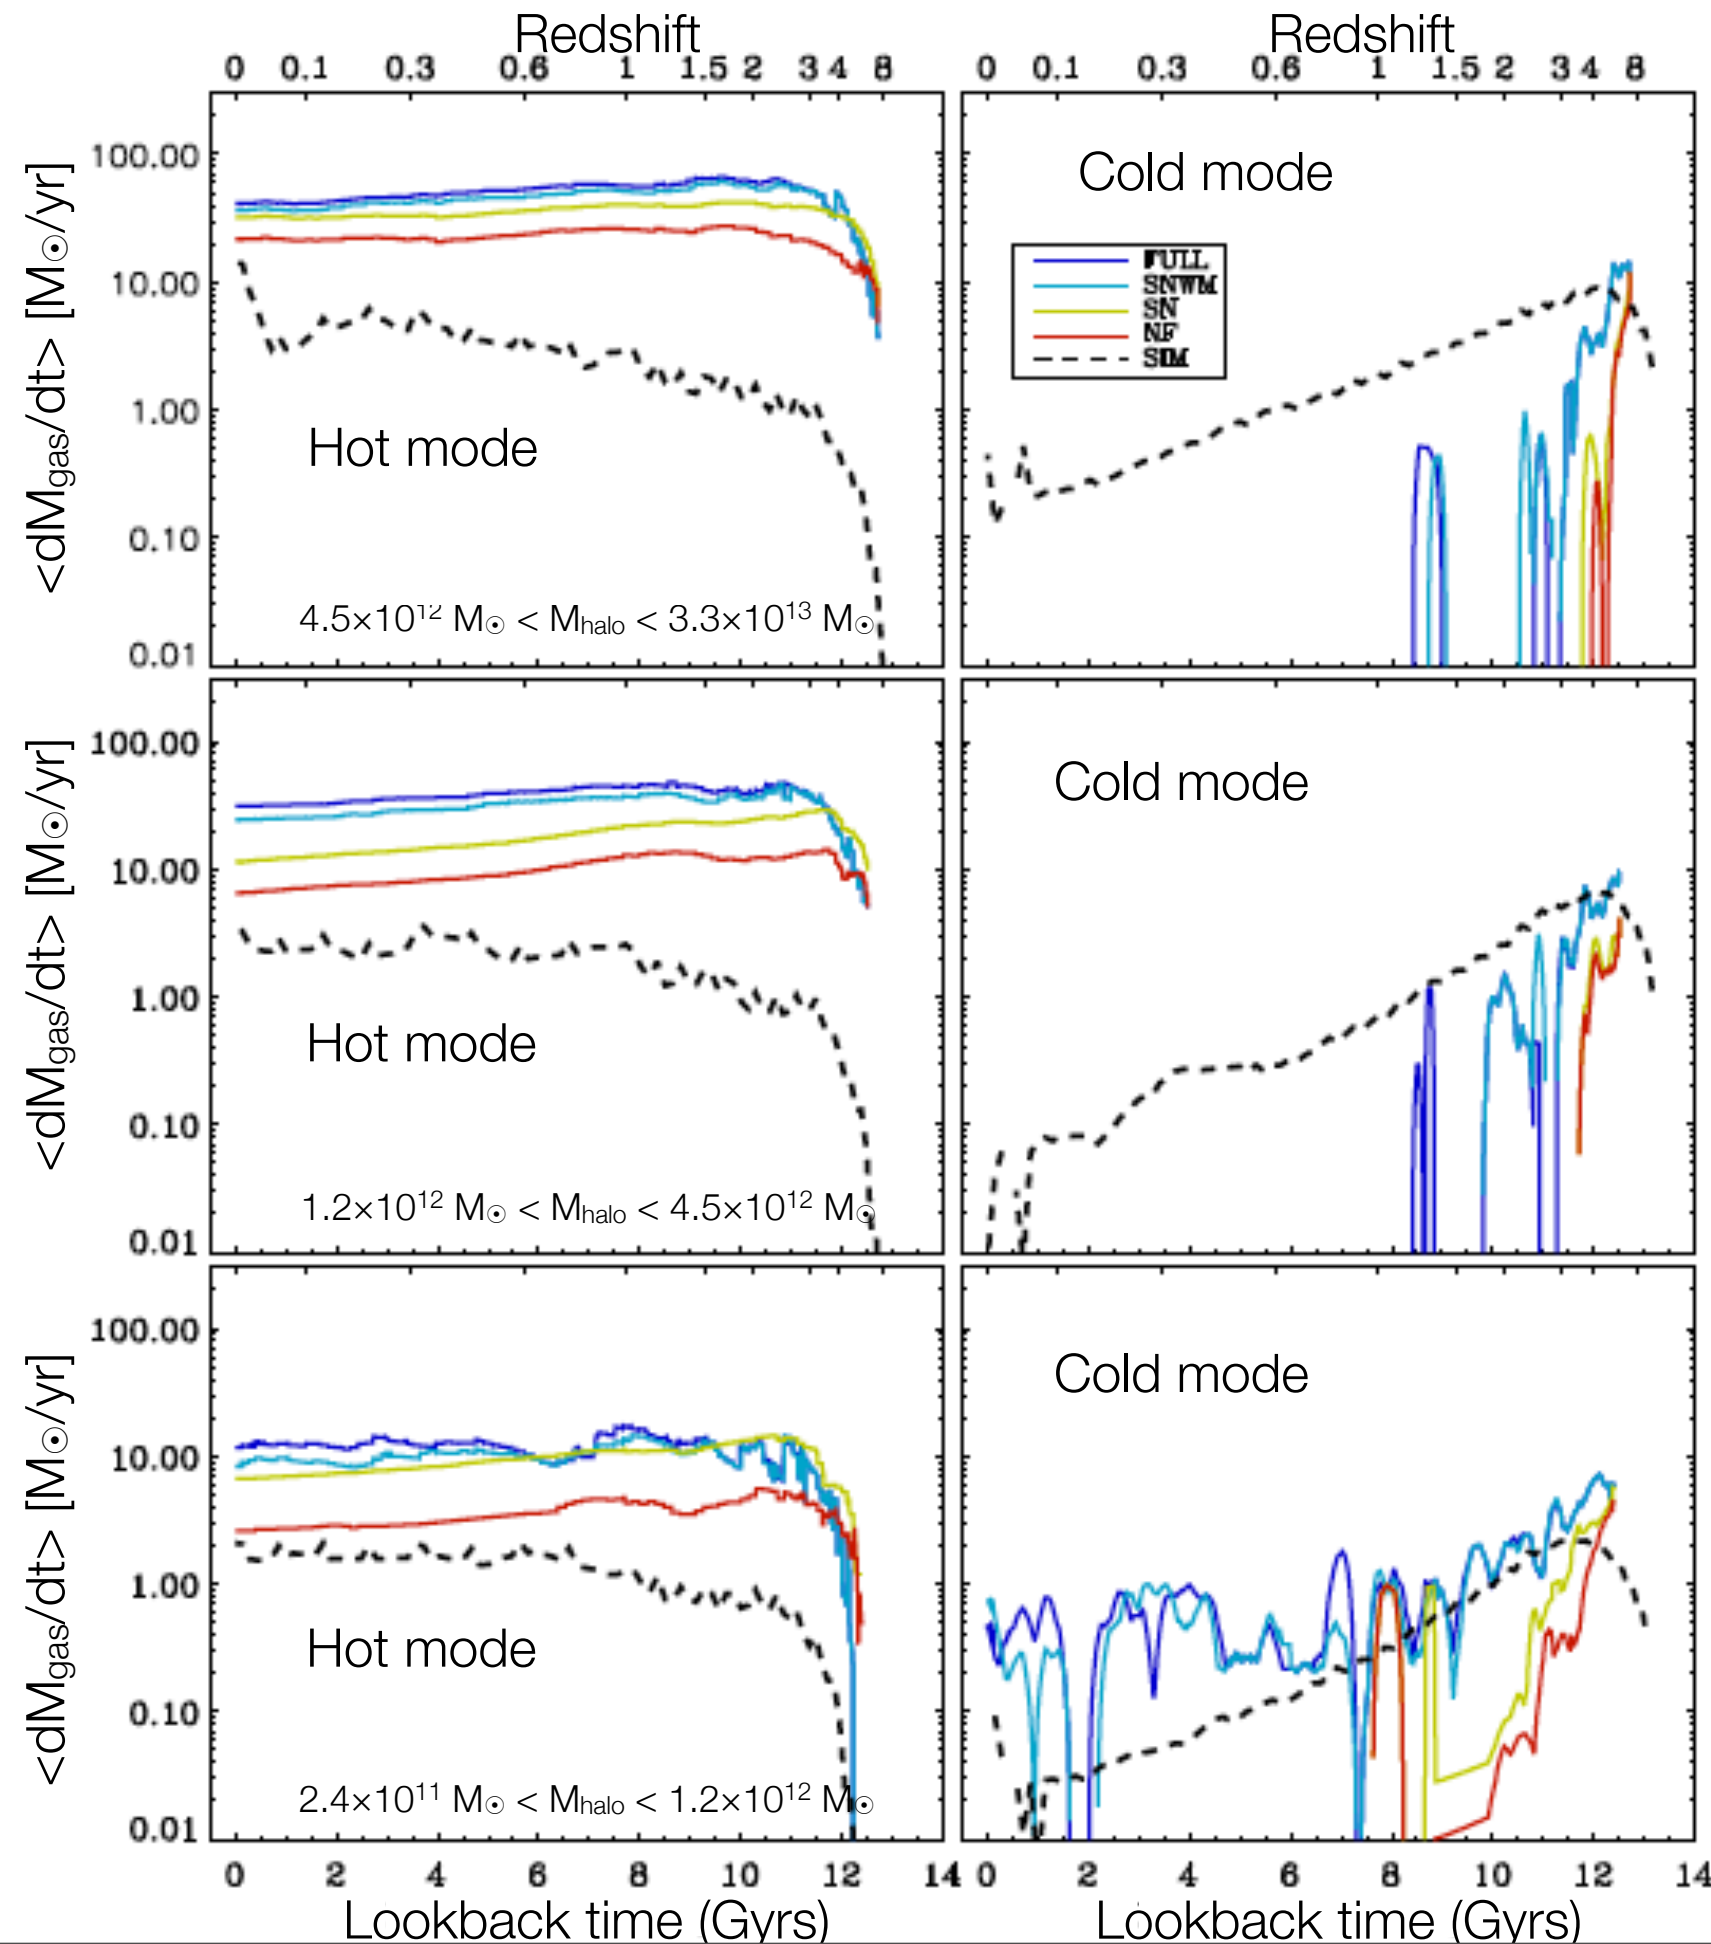 Redshift Redshift
0 0.1 0.3 0.6 1 1.5 2 3 4 8 0 0.1 0.3 0.6 1 1.5 2 3 4 8
<dMgas/dt> [M☉/yr]
100.00
10.00
1.00
0.10
0.01
Hot mode
4.5×10¹² M☉ < Mhalo < 3.3×10¹³ M☉
Cold mode
FULL
SNWM
SN
NF
SIM
<dMgas/dt> [M☉/yr]
100.00
10.00
1.00
0.10
0.01
Hot mode
1.2×10¹² M☉ < Mhalo < 4.5×10¹² M☉
Cold mode
<dMgas/dt> [M☉/yr]
100.00
10.00
1.00
0.10
0.01
Hot mode
2.4×10¹¹ M☉ < Mhalo < 1.2×10¹² M☉
Cold mode
0 2 4 6 8 10 12 14 0 2 4 6 8 10 12 14
Lookback time (Gyrs) Lookback time (Gyrs)